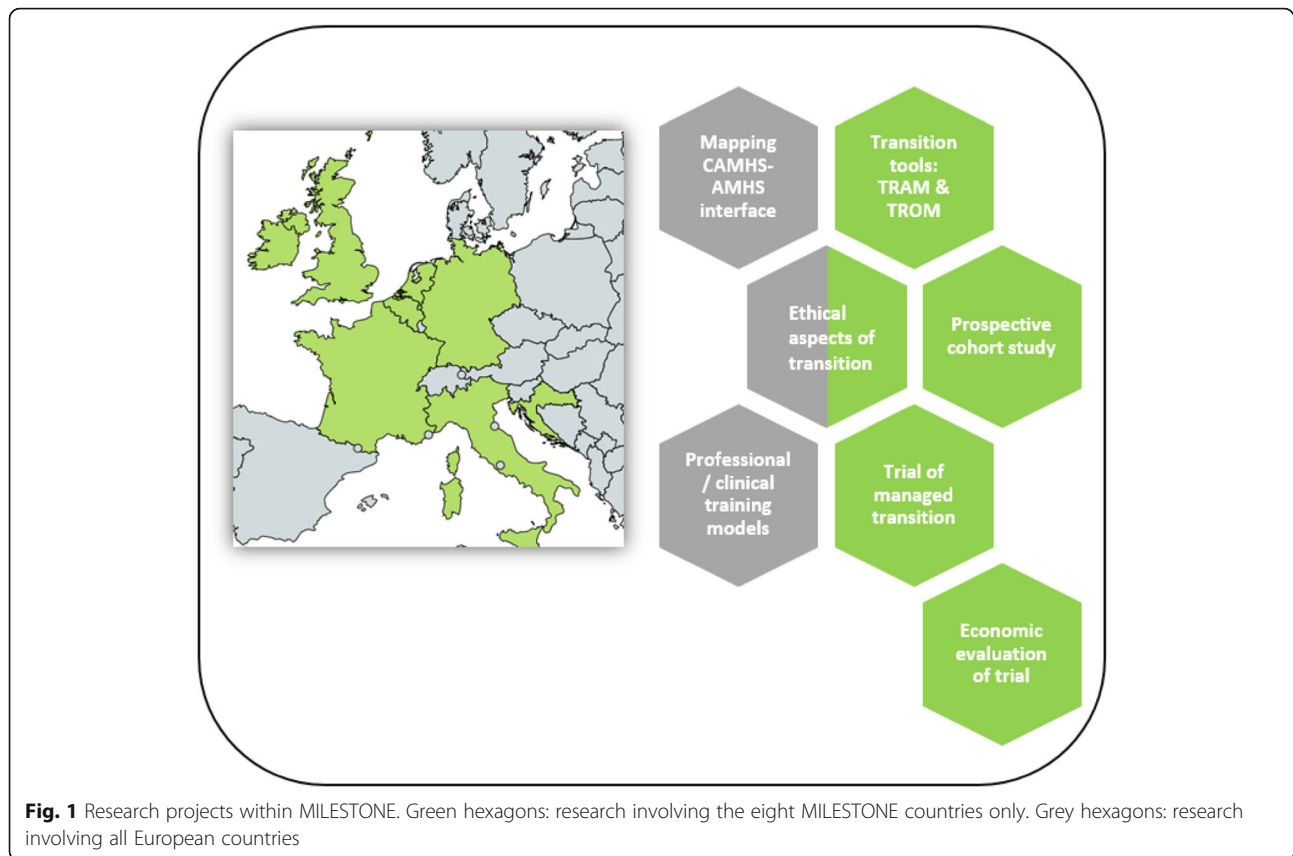 Mapping
CAMHS-
AMHS
interface
Transition
tools:
TRAM &
TROM
Ethical
aspects of
transition
Prospective
cohort study
Professional
/ clinical
training
models
Trial of
managed
transition
Economic
evaluation
of trial
Fig. 1 Research projects within MILESTONE. Green hexagons: research involving the eight MILESTONE countries only. Grey hexagons: research
involving all European countries